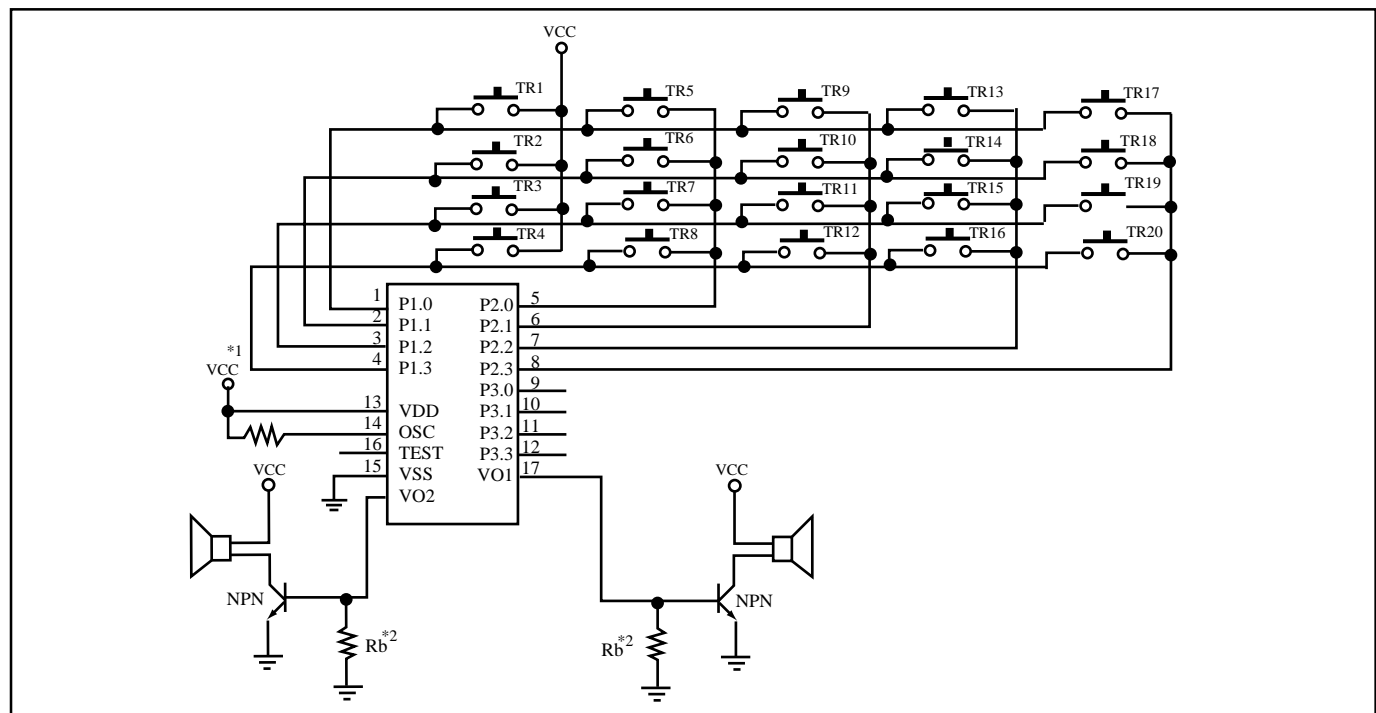 VCC
TR1 TR5 TR9 TR13 TR17
TR2 TR6 TR10 TR14 TR18
TR3 TR7 TR11 TR15 TR19
TR4 TR8 TR12 TR16 TR20
1 P1.0 P2.0 5
2 P1.1 P2.1 6
3 P1.2 P2.2 7
*1 4 P1.3 P2.3 8
VCC
P3.0 9
13 VDD P3.1 10
14 OSC P3.2 11
16 TEST P3.3 12
15 VSS VO1 17
VCC VO2 VCC
NPN NPN
Rb*2 Rb*2